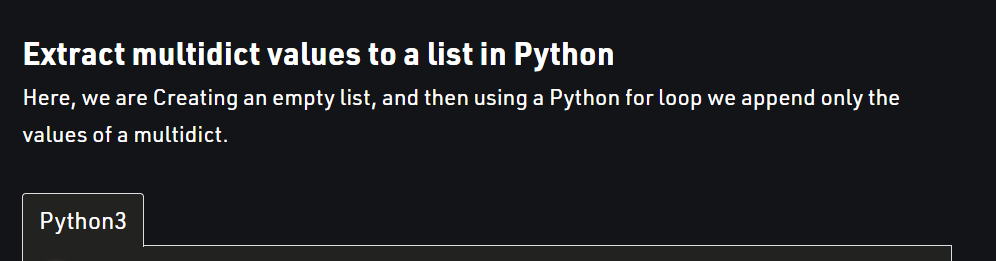 Extract multidict values to a list in Python
Here, we are Creating an empty list, and then using a Python for loop we append only the
values of a multidict.
Python3